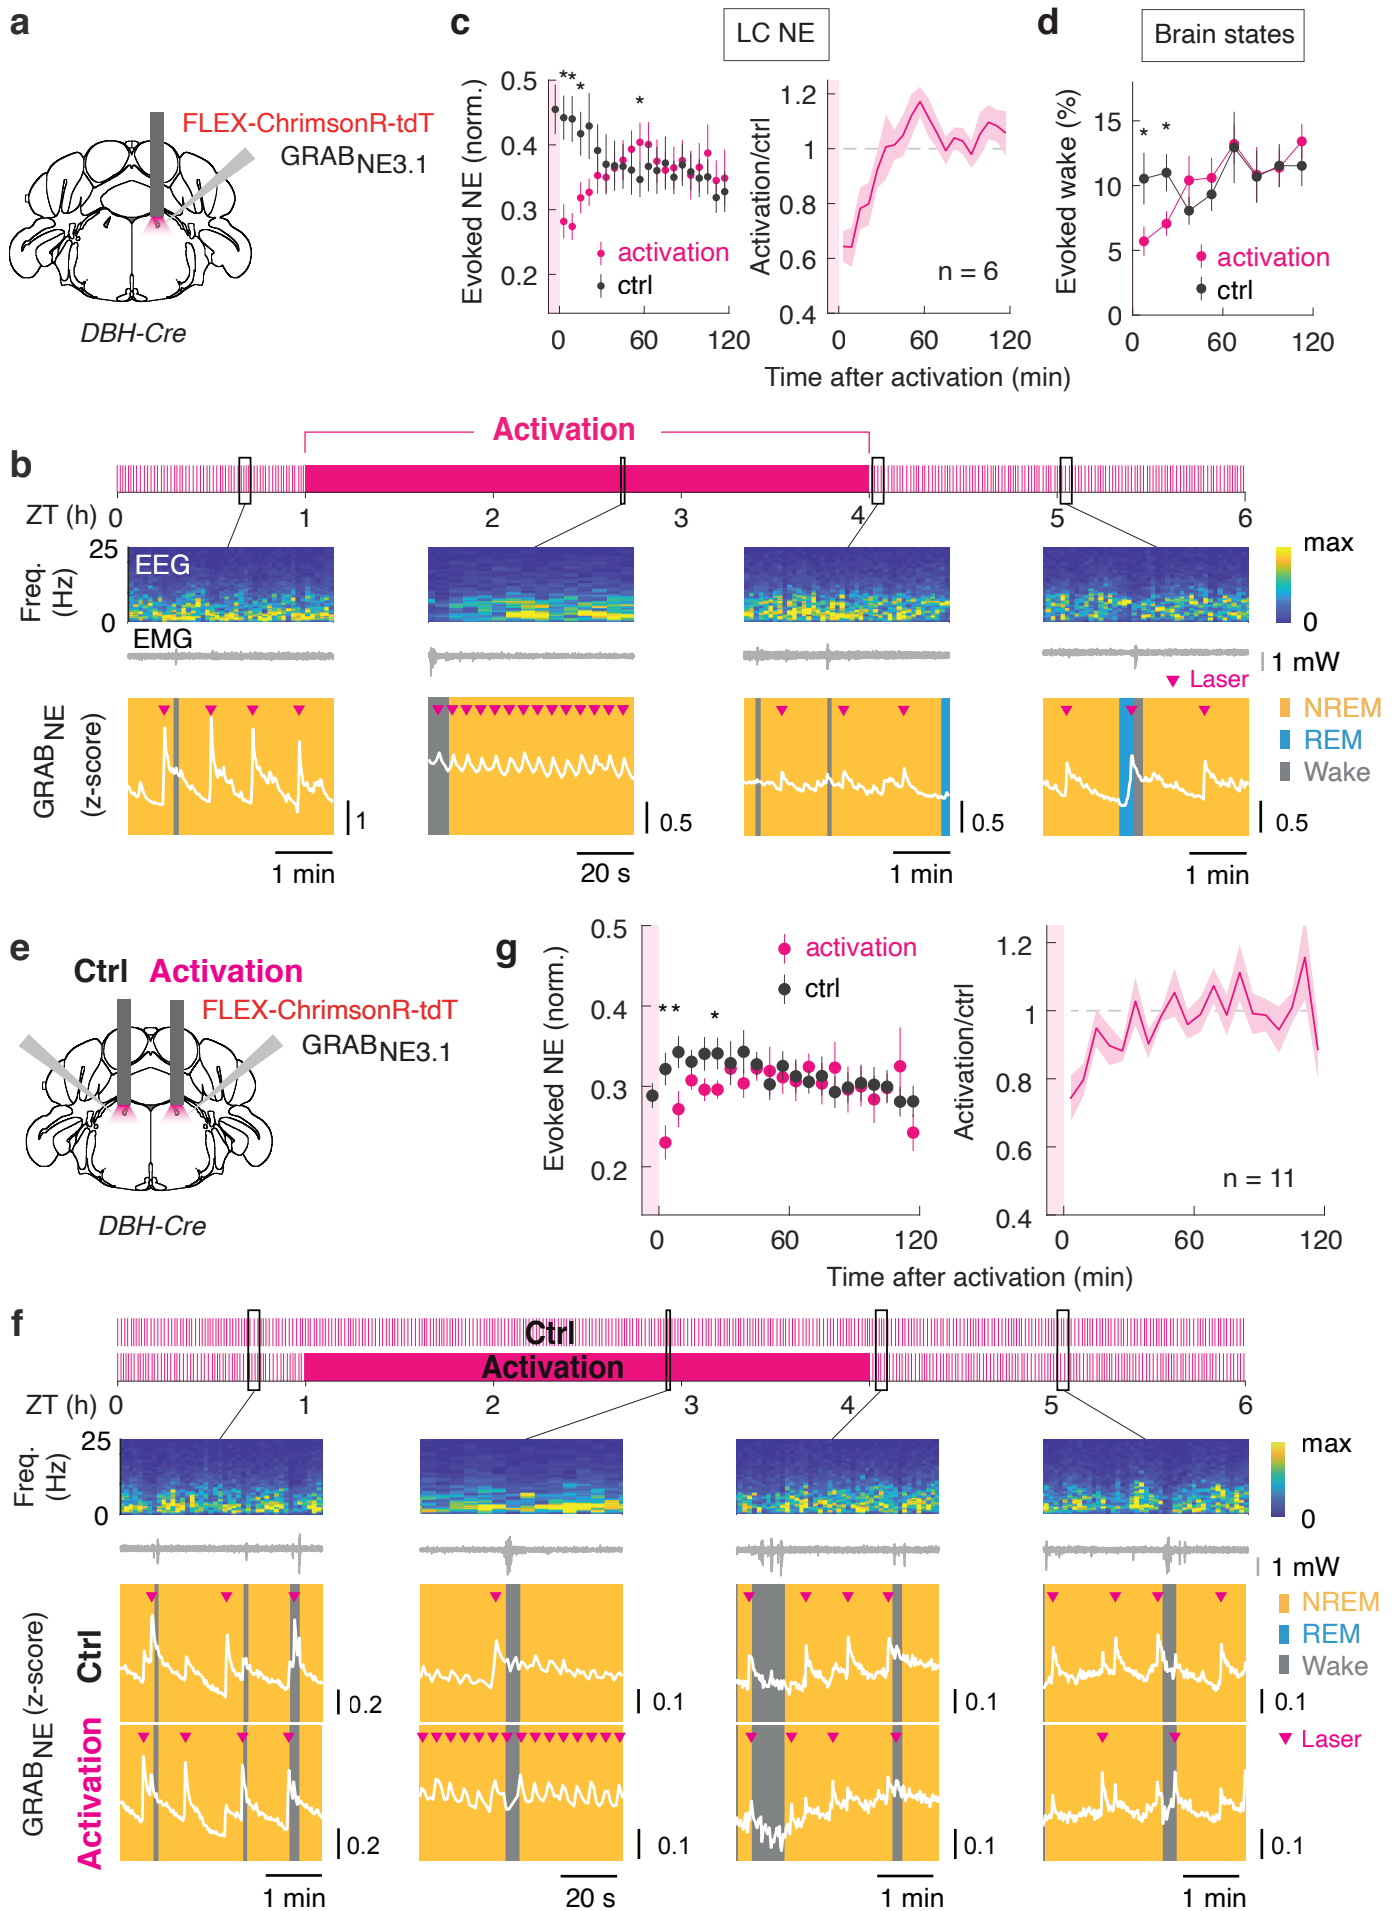 a
FLEX-ChrimsonR-tdT
GRABNE3.1
DBH-Cre
c
LC NE
Evoked NE (norm.)
0.5
0.4
0.3
0.2
* * * *
activation
ctrl
0 60 120
Activation/ctrl
1.2
1
0.8
0.6
0.4
n = 6
0 60 120
Time after activation (min)
d
Brain states
Evoked wake (%)
15
10
5
0
* *
activation
ctrl
0 60 120
b
Activation
ZT (h)
0 1 2 3 4 5 6
Freq. (Hz)
25
0
EEG
EMG
max
0
1 mW
Laser
GRABNE (z-score)
NREM
REM
Wake
1
0.5
0.5
0.5
1 min
20 s
1 min
1 min
e
Ctrl Activation
FLEX-ChrimsonR-tdT
GRABNE3.1
DBH-Cre
g
Evoked NE (norm.)
0.5
0.4
0.3
0.2
* * *
activation
ctrl
0 60 120
Activation/ctrl
1.2
1
0.8
0.6
0.4
n = 11
0 60 120
Time after activation (min)
f
Ctrl
Activation
ZT (h)
0 1 2 3 4 5 6
Freq. (Hz)
25
0
max
0
1 mW
GRABNE (z-score)
Ctrl
NREM
REM
Wake
0.2
0.1
0.1
0.1
Activation
Laser
0.2
0.1
0.1
0.1
1 min
20 s
1 min
1 min